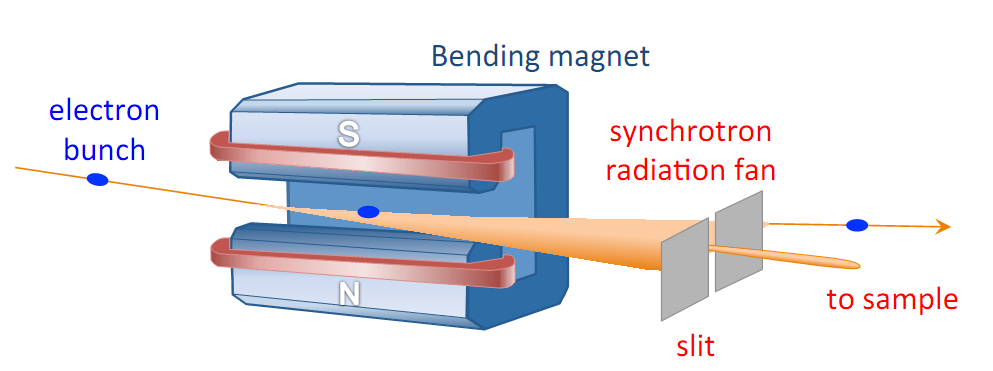 Bending magnet
electron
bunch
S
synchrotron
radiation fan
N
to sample
slit